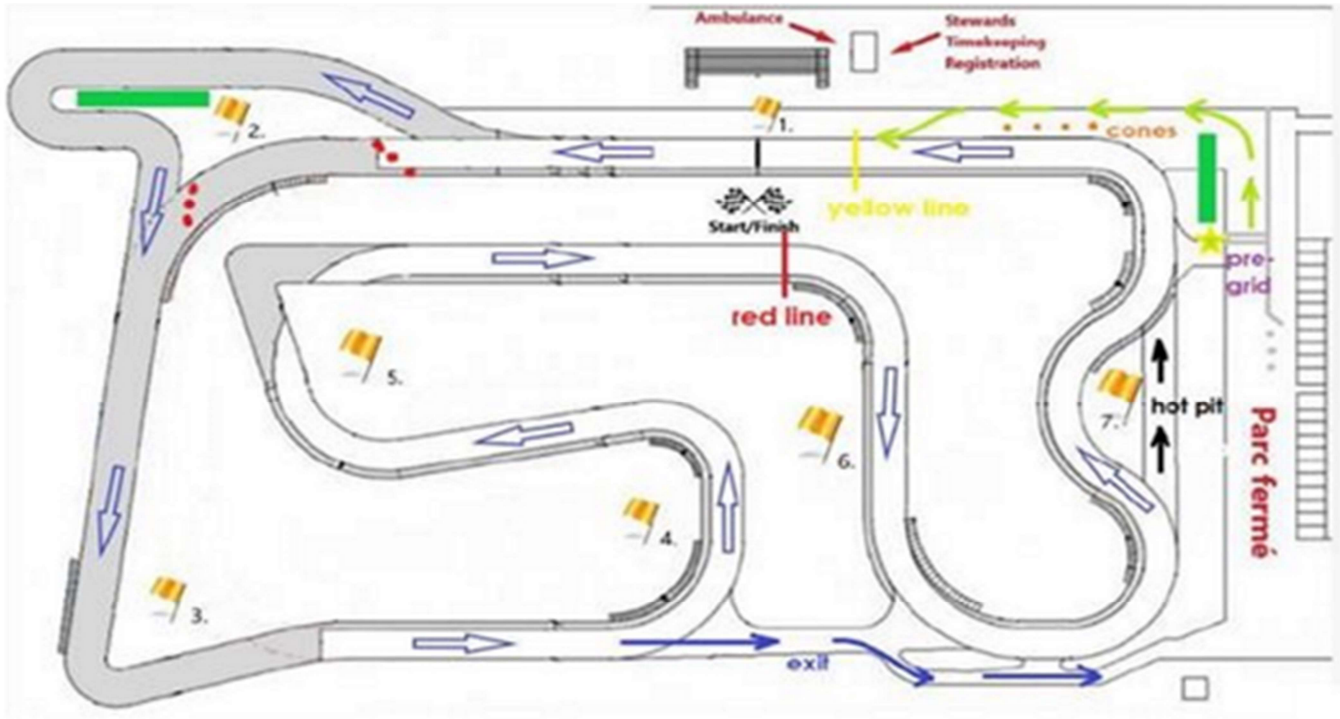 Ambulance
Stewards
Timekeeping
Registration
1.
2.
cones
yellow line
Start/Finish
pre-
grid
red line
5.
6.
7.
hot pit
Parc fermé
4.
3.
exit